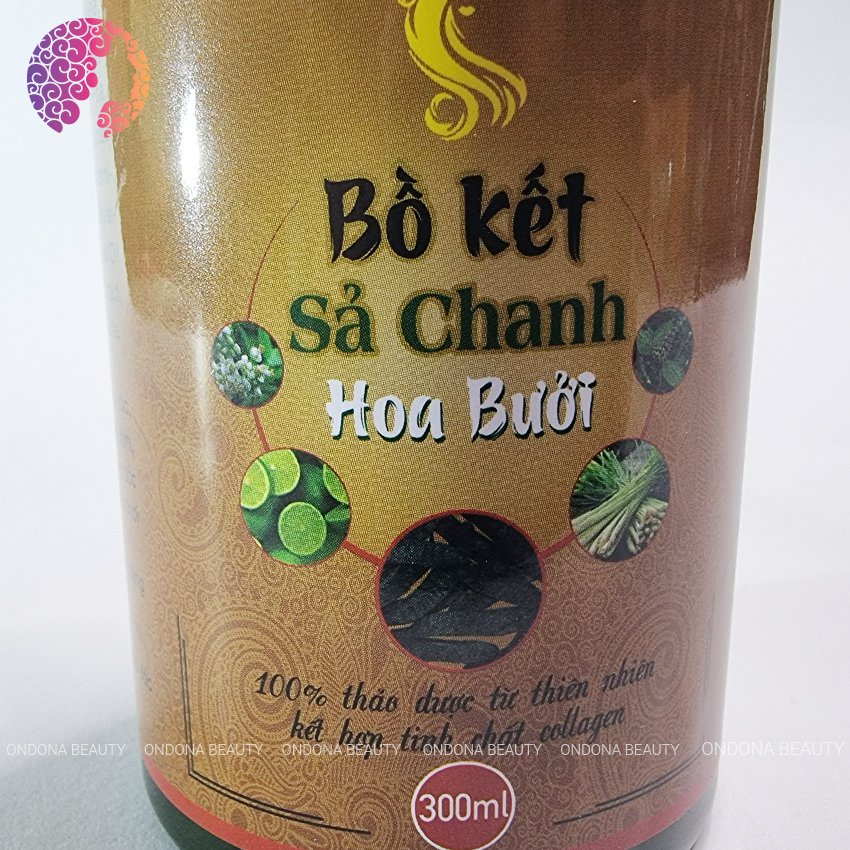 Bồ kết
Sả Chanh
Hoa Bưởi
100% thảo dược từ thiên nhiên
kết hợp tinh chất collagen
ONDONA BEAUTY ONDONA BEAUTY ONDONA BEAUTY ONDONA BEAUTY ONDONA BEAUTY ONDONA BEAUTY
300ml